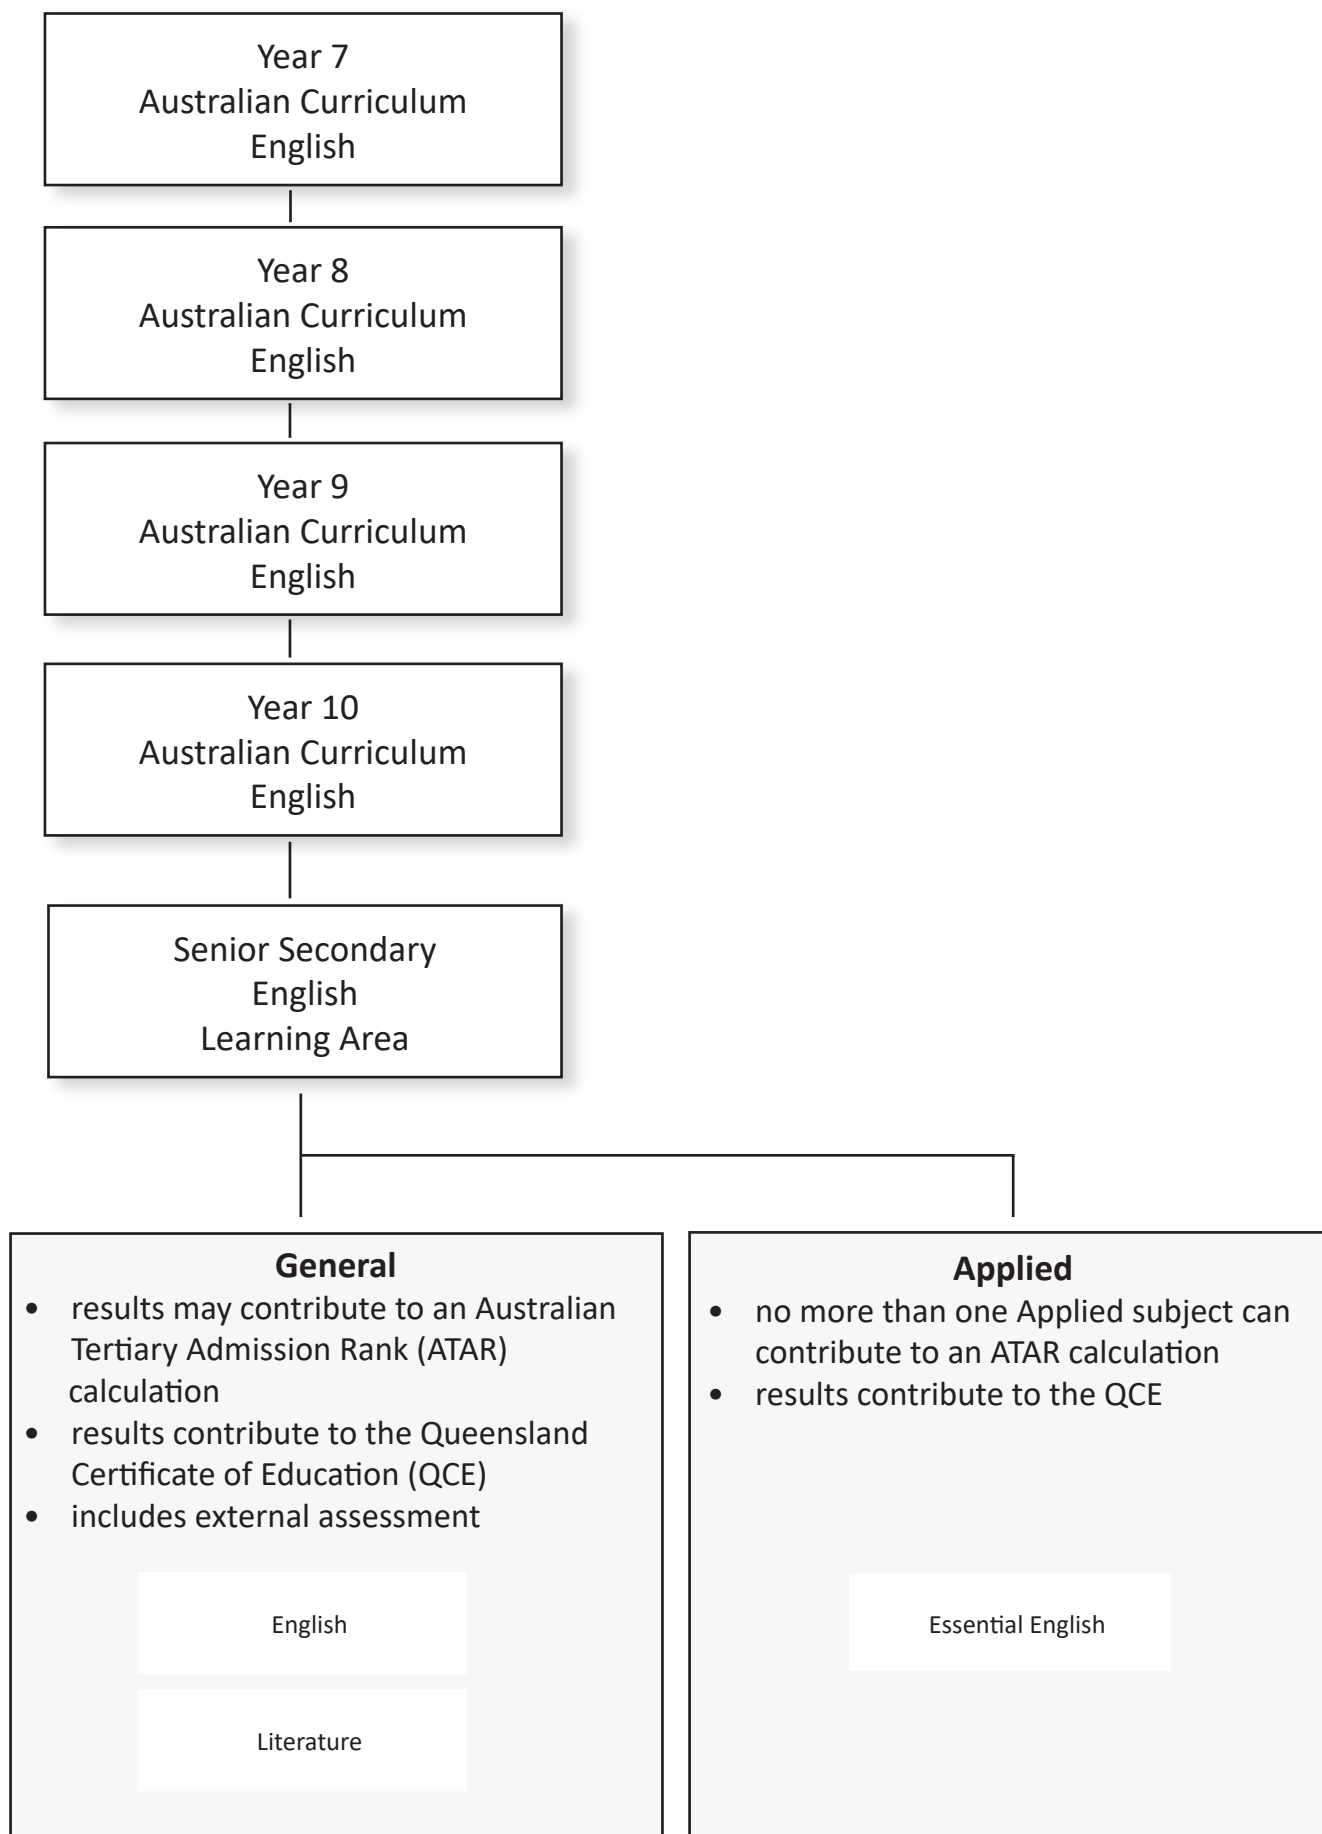 Year 7
Australian Curriculum
English
Year 8
Australian Curriculum
English
Year 9
Australian Curriculum
English
Year 10
Australian Curriculum
English
Senior Secondary
English
Learning Area
General
• results may contribute to an Australian
Tertiary Admission Rank (ATAR)
calculation
• results contribute to the Queensland
Certificate of Education (QCE)
• includes external assessment
English
Literature
Applied
• no more than one Applied subject can
contribute to an ATAR calculation
• results contribute to the QCE
Essential English